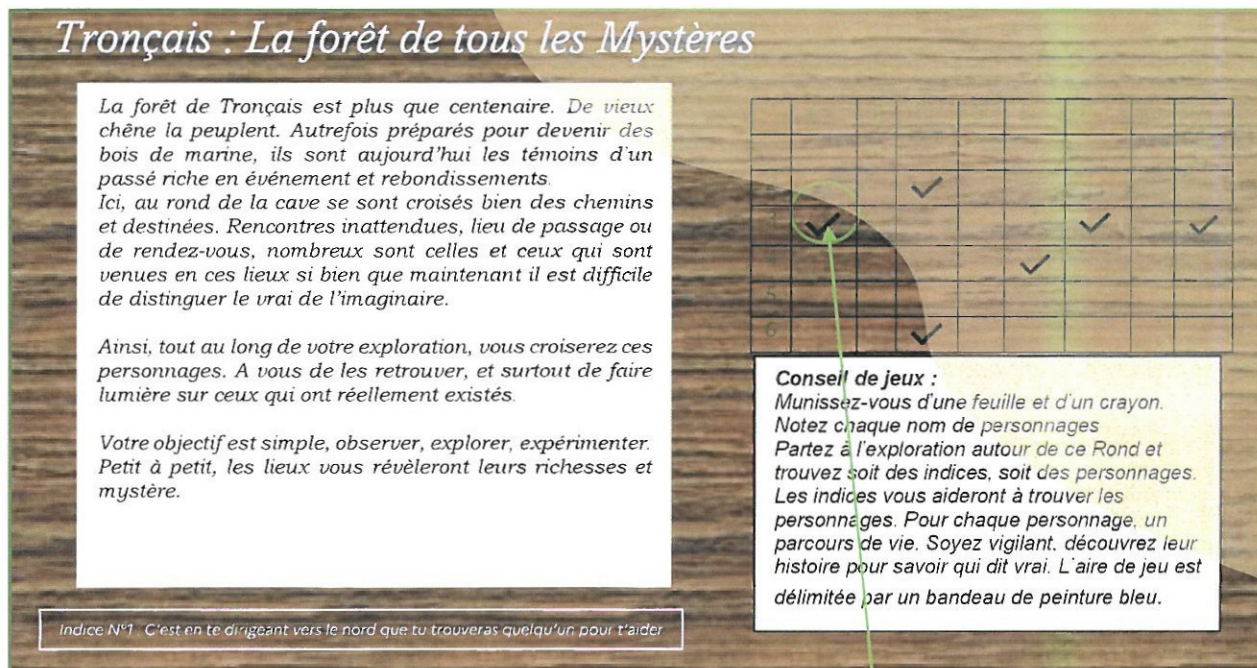 Tronçais : La forêt de tous les Mystères
La forêt de Tronçais est plus que centenaire. De vieux
chêne la peuplent. Autrefois préparés pour devenir des
bois de marine, ils sont aujourd'hui les témoins d'un
passé riche en événement et rebondissements.
Ici, au rond de la cave se sont croisés bien des chemins
et destinées. Rencontres inattendues, lieu de passage ou
de rendez-vous, nombreux sont celles et ceux qui sont
venues en ces lieux si bien que maintenant il est difficile
de distinguer le vrai de l'imaginaire.
Ainsi, tout au long de votre exploration, vous croiserez ces
personnages. A vous de les retrouver, et surtout de faire
lumière sur ceux qui ont réellement existés.
Votre objectif est simple, observer, explorer, expérimenter.
Petit à petit, les lieux vous révèleront leurs richesses et
mystère.
Indice N°1 : C'est en te dirigeant vers le nord que tu trouveras quelqu'un pour t'aider
5
6
Conseil de jeux :
Munissez-vous d'une feuille et d'un crayon.
Notez chaque nom de personnages
Partez à l'exploration autour de ce Rond et
trouvez soit des indices, soit des personnages.
Les indices vous aideront à trouver les
personnages. Pour chaque personnage, un
parcours de vie. Soyez vigilant, découvrez leur
histoire pour savoir qui dit vrai. L'aire de jeu est
délimitée par un bandeau de peinture bleu.